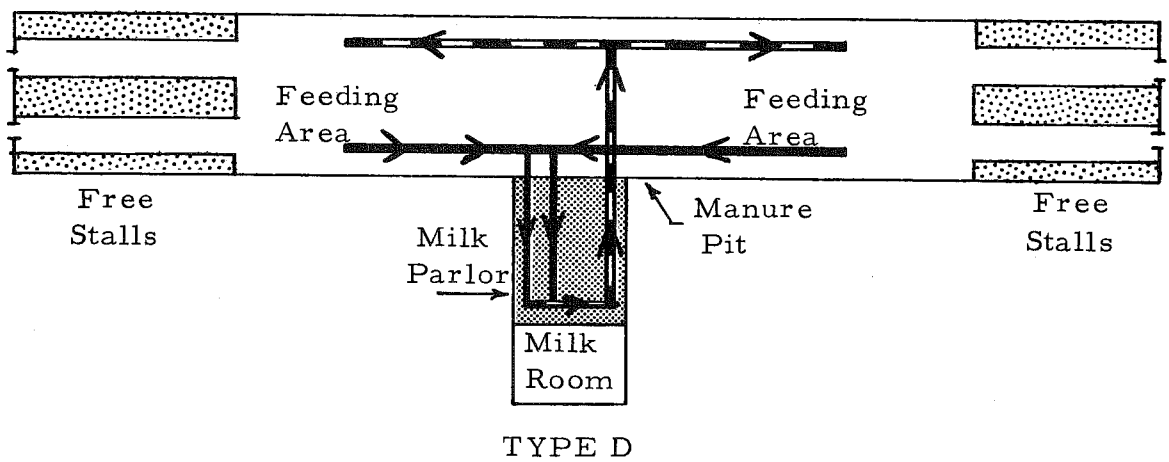 Feeding
Area
Feeding
Area
Free
Stalls
Milk
Parlor
Manure
Pit
Free
Stalls
Milk
Room
TYPE D